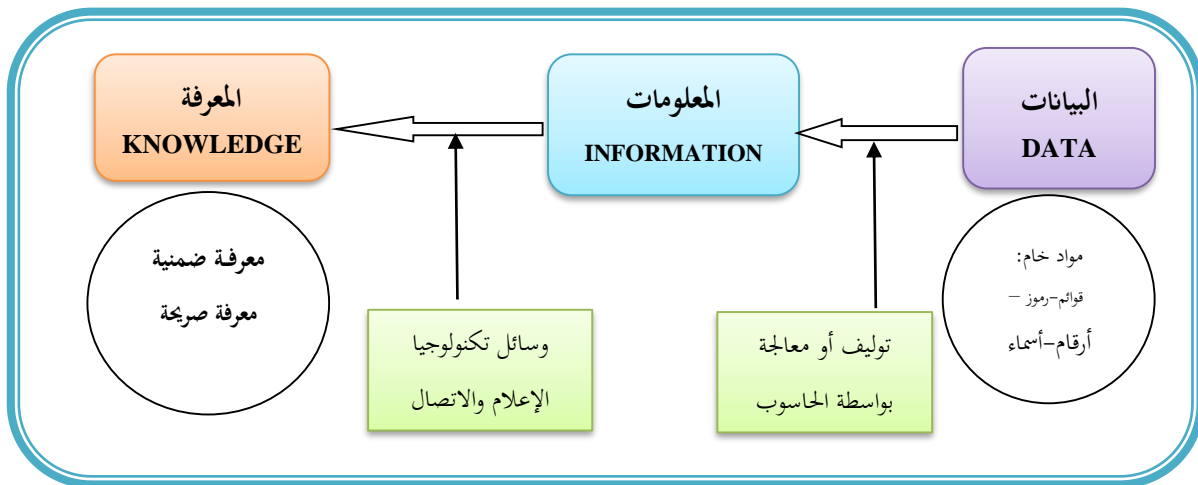 البيانات
DATA
المعلومات
INFORMATION
المعرفة
KNOWLEDGE
مواد خام:
قوائم-رموز –
أرقام-أسماء
توليف أو معالجة
بواسطة الحاسوب
وسائل تكنولوجيا
الإعلام والاتصال
معرفة ضمنية
معرفة صريحة